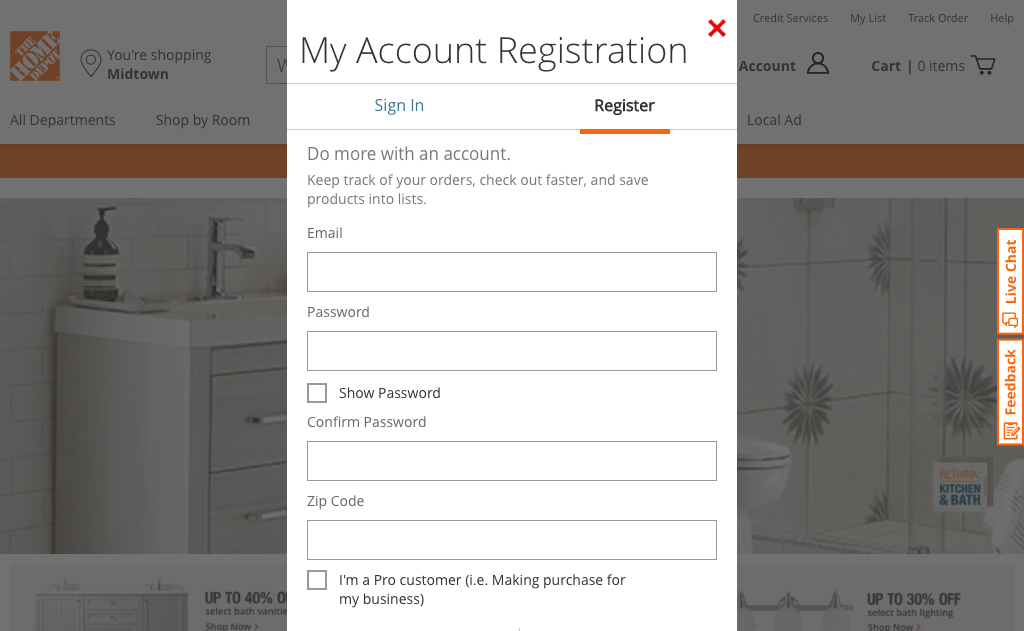 Credit Services
My List
Track Order
Help
THE HOME DEPOT
You're shopping
Midtown
My Account Registration
Account
Cart | 0 items
All Departments
Shop by Room
Sign In
Register
Local Ad
Do more with an account.
Keep track of your orders, check out faster, and save
products into lists.
Email
Password
Show Password
Confirm Password
Zip Code
I'm a Pro customer (i.e. Making purchase for
my business)
Live Chat
Feedback
RETHINK:
KITCHEN
& BATH
UP TO 40%
select bath
Shop Now >
UP TO 30% OFF
select bath lighting
Shop Now >